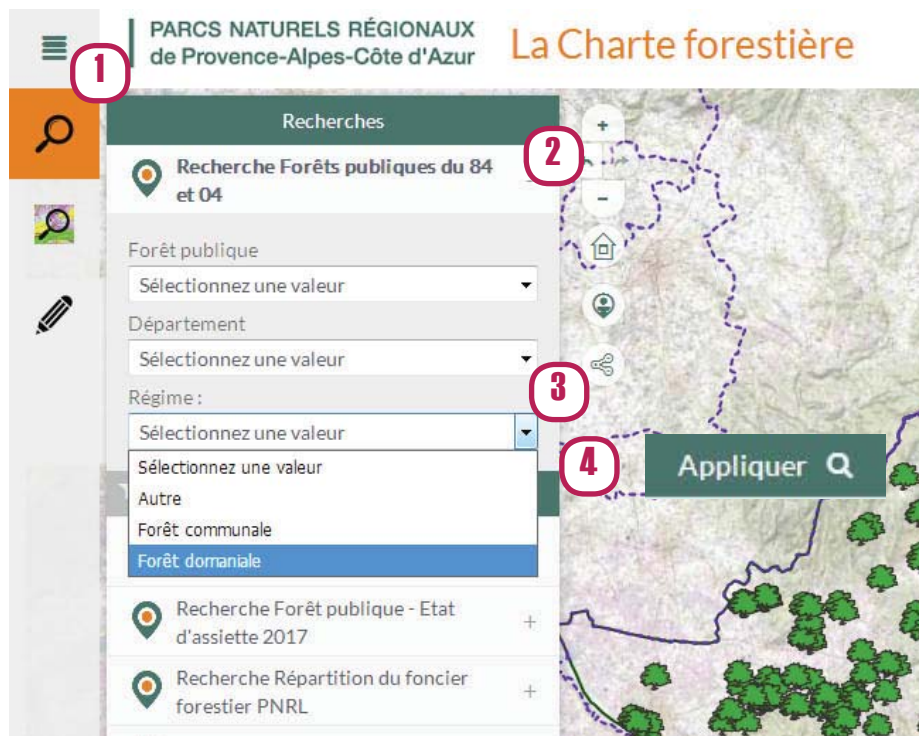 PARCS NATURELS RÉGIONAUX
de Provence-Alpes-Côte d'Azur
La Charte forestière
1
Recherches
2
Recherche Forêts publiques du 84
et 04
Forêt publique
Sélectionnez une valeur
Département
Sélectionnez une valeur
3
Régime :
Sélectionnez une valeur
Sélectionnez une valeur
Autre
Forêt communale
Forêt domaniale
4
Appliquer
Recherche Forêt publique - Etat
d'assiette 2017
Recherche Répartition du foncier
forestier PNRL